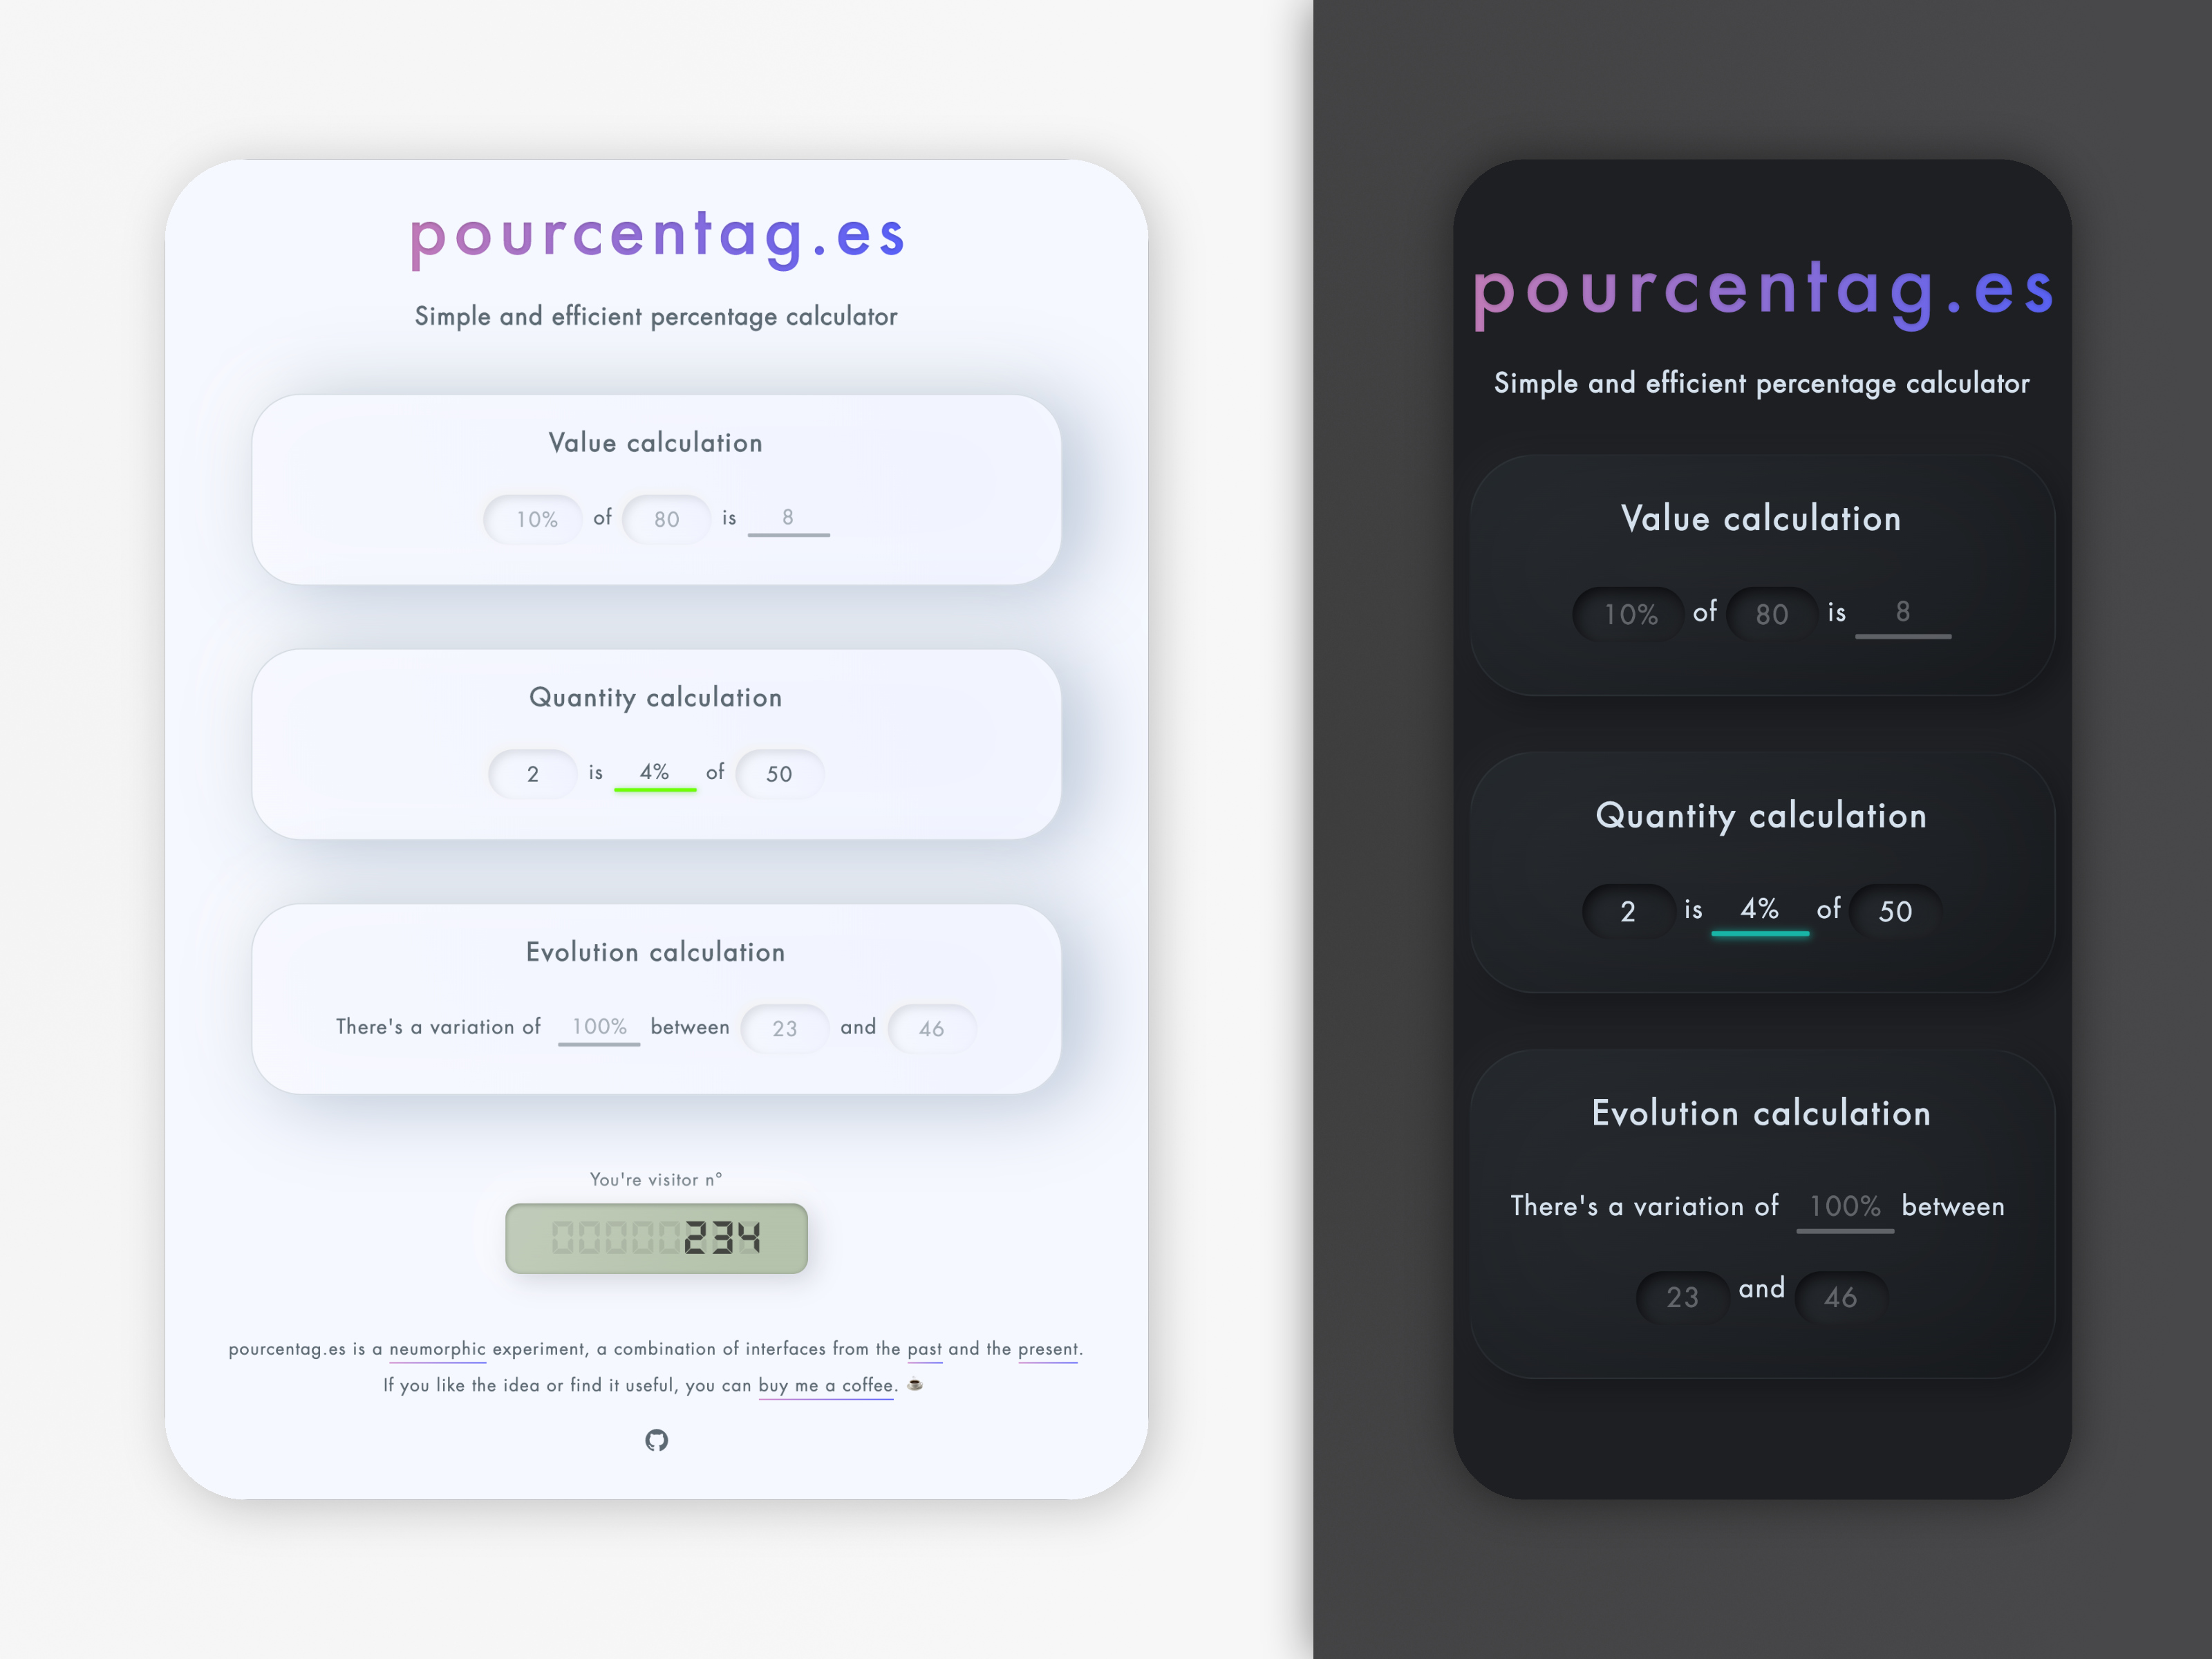 pourcentag.es
Simple and efficient percentage calculator
Value calculation
10% of 80 is 8
Quantity calculation
2 is 4% of 50
Evolution calculation
There's a variation of 100% between 23 and 46
You're visitor n°
234
pourcentag.es is a neumorphic experiment, a combination of interfaces from the past and the present.
If you like the idea or find it useful, you can buy me a coffee. ☕
pourcentag.es
Simple and efficient percentage calculator
Value calculation
10% of 80 is 8
Quantity calculation
2 is 4% of 50
Evolution calculation
There's a variation of 100% between
23 and 46